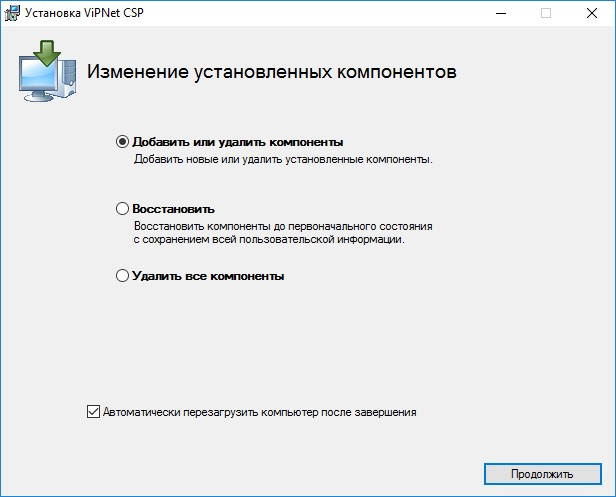 Установка ViPNet CSP
Изменение установленных компонентов
Добавить или удалить компоненты
Добавить новые или удалить установленные компоненты.
Восстановить
Восстановить компоненты до первоначального состояния
с сохранением всей пользовательской информации.
Удалить все компоненты
Автоматически перезагрузить компьютер после завершения
Продолжить